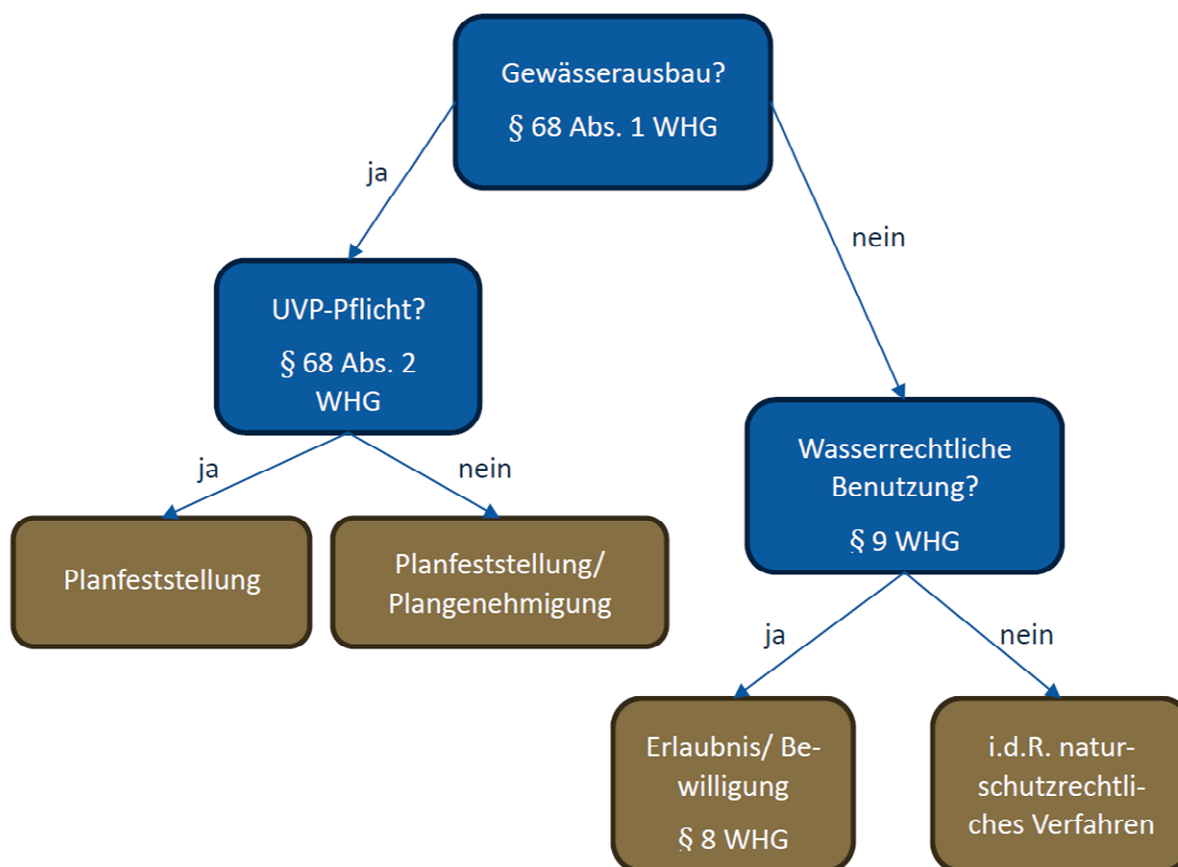 Gewässerausbau?
§ 68 Abs. 1 WHG
ja
nein
UVP-Pflicht?
§ 68 Abs. 2
WHG
Wasserrechtliche
Benutzung?
§ 9 WHG
ja
nein
Planfeststellung
Planfeststellung/
Plangenehmigung
ja
nein
Erlaubnis/ Be-
willigung
§ 8 WHG
i.d.R. natur-
schutzrechtli-
ches Verfahren